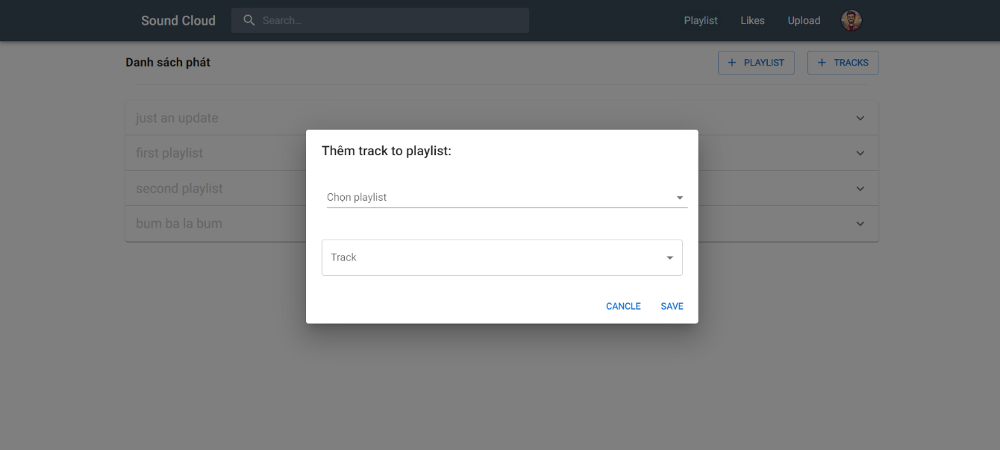 Sound Cloud Search... Playlist Likes Upload
Danh sách phát + PLAYLIST + TRACKS
just an update
first playlist
second playlist
bum ba la bum
Thêm track to playlist:
Chọn playlist
Track
CANCLE SAVE